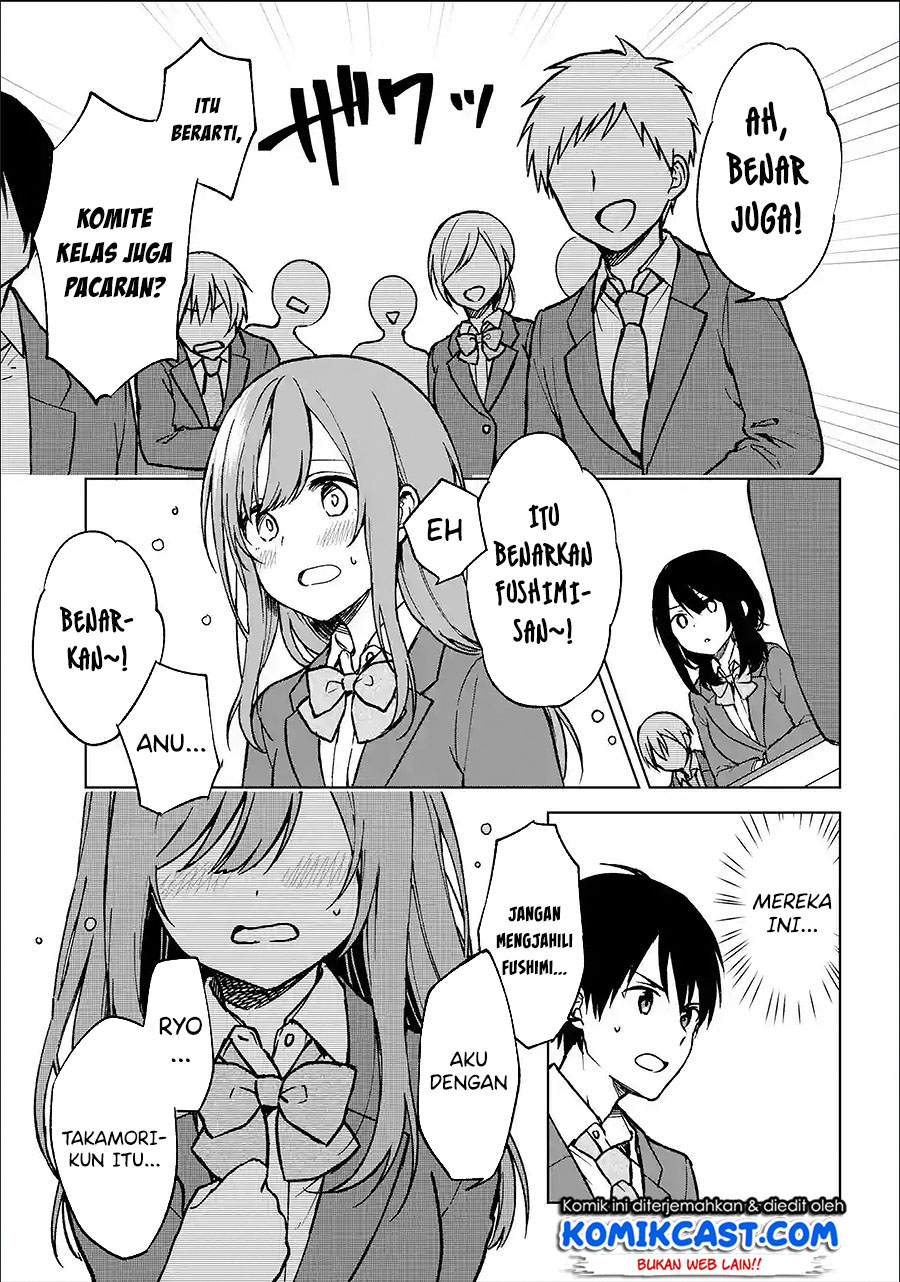 AH,
BENAR
JUGA!
ザワッ
ITU
BERARTI,
KOMITE
KELAS JUGA
PACARAN?
ITU
BENARKAN
FUSHIMI-
SAN~!
EH
BENAR-
KAN~!
ANU...
MEREKA
INI...
JANGAN
MENGJAHILI
FUSHIMI...
AKU
DENGAN
RYO
...
TAKAMORI-
KUN ITU...
Komik ini diterjemahkan & diedit oleh
KOMIKCAST.COM
BUKAN WEB LAIN!!